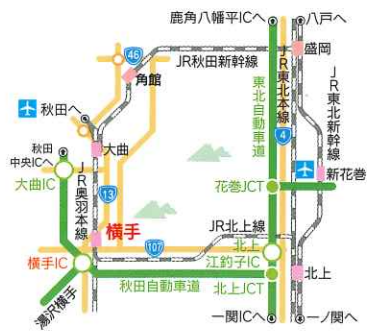 鹿角八幡平ICへ
八戸へ
46
盛岡
JR秋田新幹線
角館
JR東北本線
東北自動車道
JR東北新幹線
秋田へ
4
大曲
秋田
中央ICへ
大曲IC
JR奥羽本線
13
新花巻
花巻JCT
横手
107
JR北上線
北上
江釣子IC
横手IC
秋田自動車道
北上
北上JCT
湯沢横手
一関ICへ
一ノ関へ